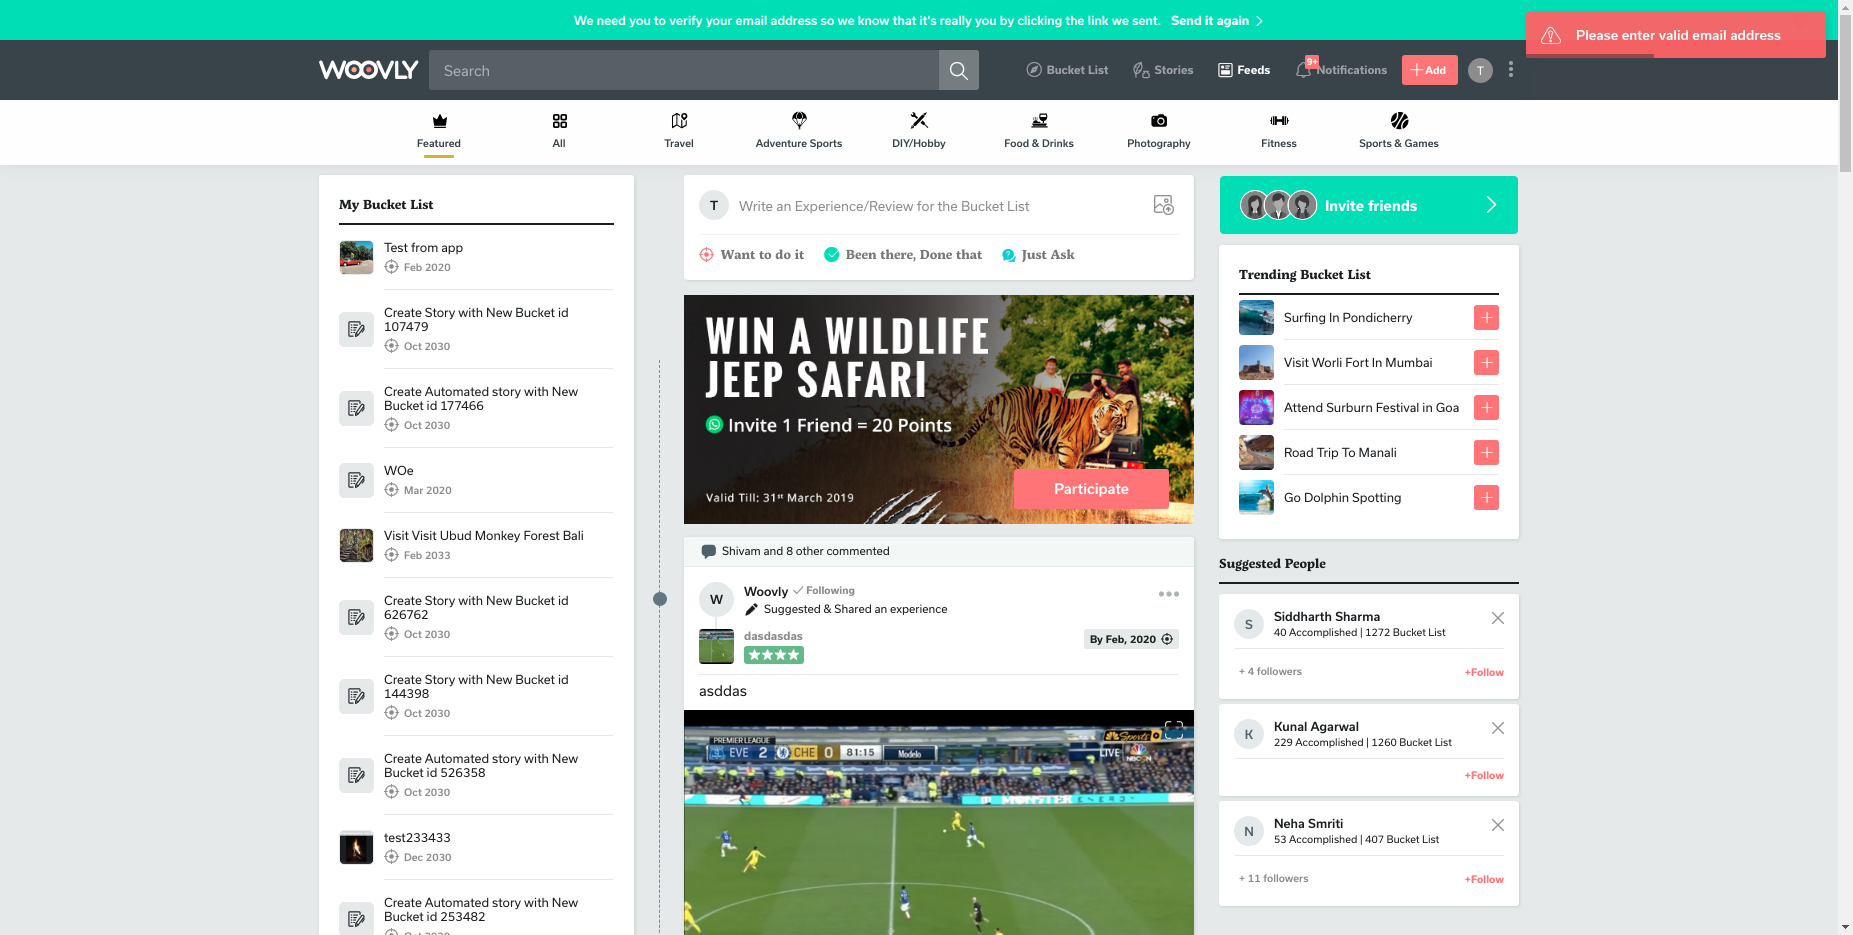 We need you to verify your email address so we know that it's really you by clicking the link we sent. Send it again
Please enter valid email address
WOOVLY
Search
Bucket List
Stories
Feeds
9+
Notifications
Add
T
Featured
All
Travel
Adventure Sports
DIY/Hobby
Food & Drinks
Photography
Fitness
Sports & Games
My Bucket List
Test from app
Feb 2020
Create Story with New Bucket id
107479
Oct 2030
Create Automated story with New
Bucket id 177466
Oct 2030
WOe
Mar 2020
Visit Visit Ubud Monkey Forest Bali
Feb 2033
Create Story with New Bucket id
626762
Oct 2030
Create Story with New Bucket id
144398
Oct 2030
Create Automated story with New
Bucket id 526358
Oct 2030
test233433
Dec 2030
Create Automated story with New
Bucket id 253482
T
Write an Experience/Review for the Bucket List
Want to do it
Been there, Done that
Just Ask
WIN A WILDLIFE
JEEP SAFARI
Invite 1 Friend = 20 Points
Valid Till: 31st March 2019
Participate
Shivam and 8 other commented
W
Woovly
Following
Suggested & Shared an experience
dasdasdas
By Feb, 2020
asddas
PREMIER LEAGUE
EVE 2 CHE 0 81:15 Modelo
Sports
LIVE
NBCSN
MONSTER ENERGY
Invite friends
Trending Bucket List
Surfing In Pondicherry
Visit Worli Fort In Mumbai
Attend Surburn Festival in Goa
Road Trip To Manali
Go Dolphin Spotting
Suggested People
S
Siddharth Sharma
40 Accomplished | 1272 Bucket List
+ 4 followers
+Follow
K
Kunal Agarwal
229 Accomplished | 1260 Bucket List
+Follow
N
Neha Smriti
53 Accomplished | 407 Bucket List
+ 11 followers
+Follow